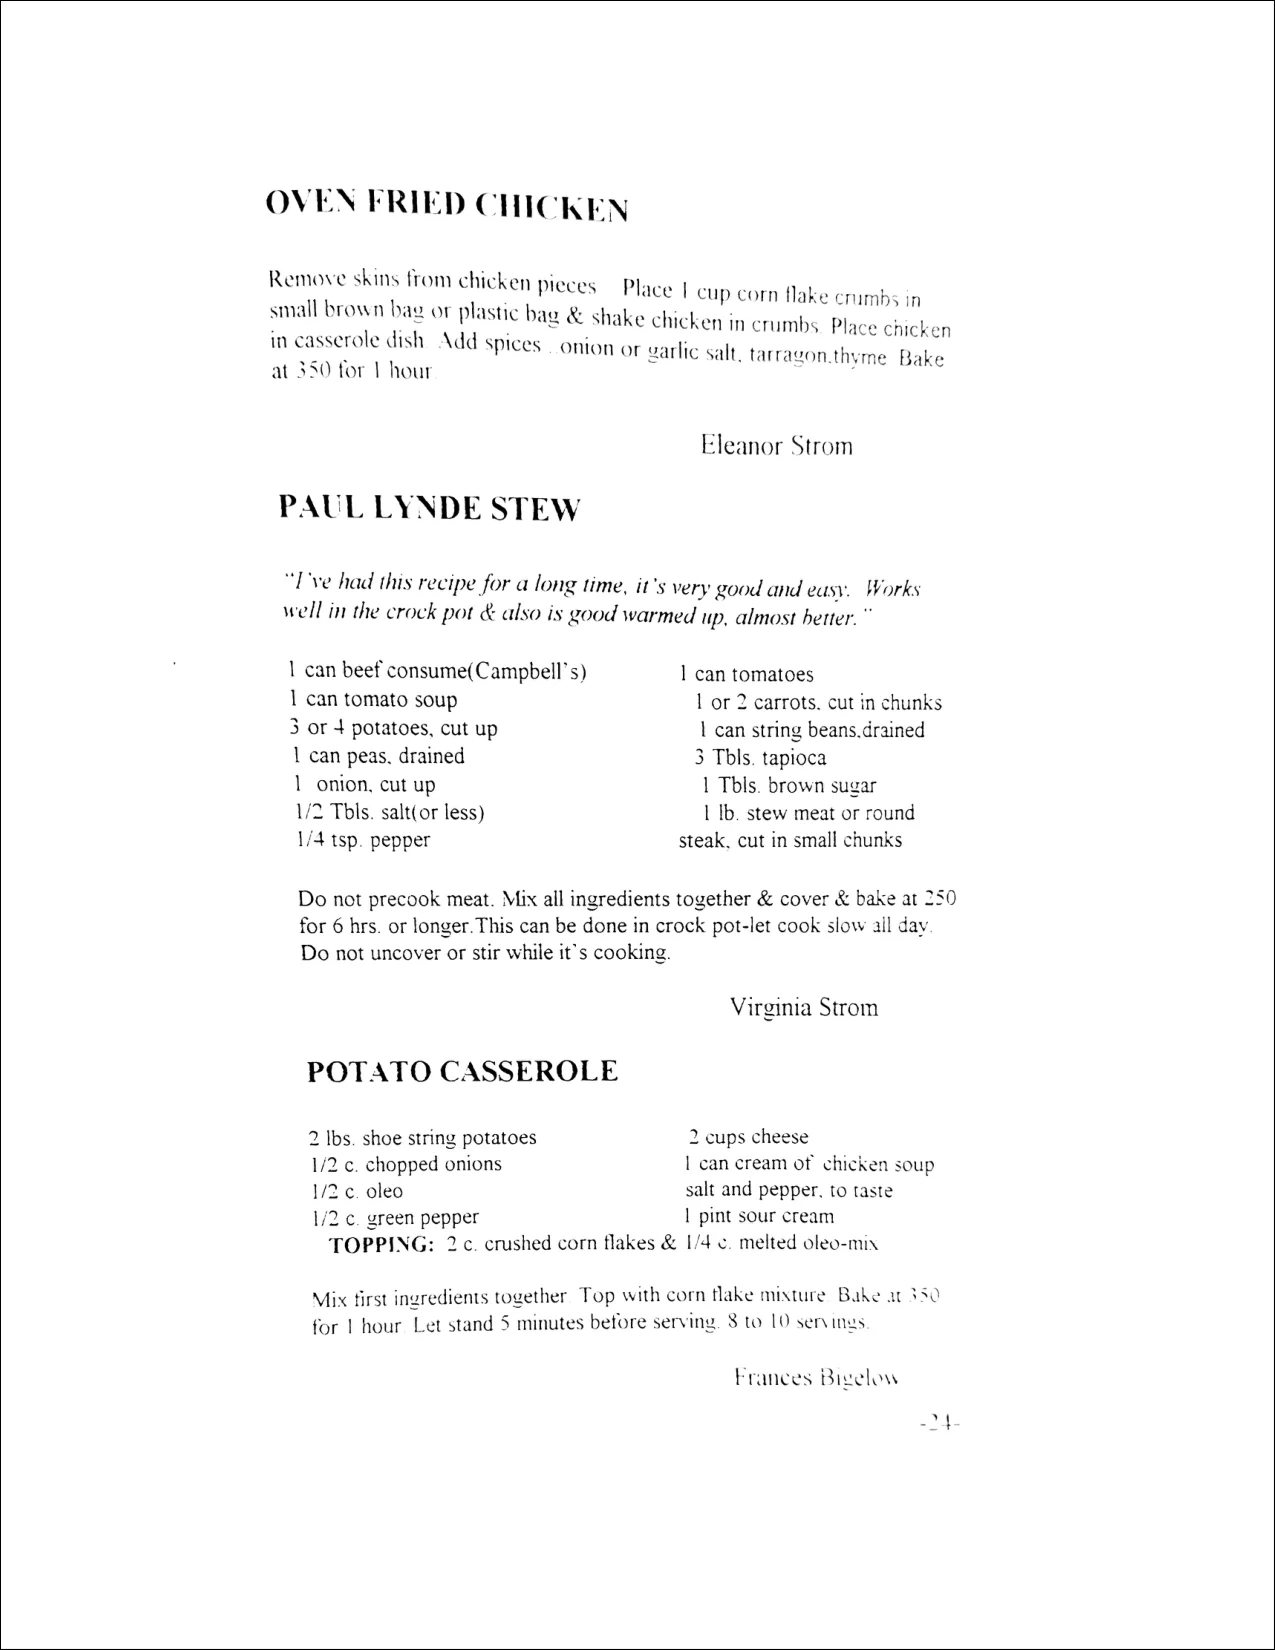 OVEN FRIED CHICKEN
Remove skins from chicken pieces Place 1 cup corn flake crumbs in
small brown bag or plastic bag & shake chicken in crumbs. Place chicken
in casserole dish Add spices . onion or garlic salt, tarragon,thyme Bake
at 350 for 1 hour
Eleanor Strom
PAUL LYNDE STEW
"I've had this recipe for a long time, it's very good and easy. Works
well in the crock pot & also is good warmed up, almost better."
1 can beef consume(Campbell's) 1 can tomatoes
1 can tomato soup 1 or 2 carrots, cut in chunks
3 or 4 potatoes, cut up 1 can string beans,drained
1 can peas, drained 3 Tbls. tapioca
1 onion, cut up 1 Tbls. brown sugar
1/2 Tbls. salt(or less) 1 lb. stew meat or round
1/4 tsp. pepper steak, cut in small chunks
Do not precook meat. Mix all ingredients together & cover & bake at 250
for 6 hrs. or longer.This can be done in crock pot-let cook slow all day.
Do not uncover or stir while it's cooking.
Virginia Strom
POTATO CASSEROLE
2 lbs. shoe string potatoes 2 cups cheese
1/2 c. chopped onions 1 can cream of chicken soup
1/2 c. oleo salt and pepper, to taste
1/2 c. green pepper 1 pint sour cream
TOPPING: 2 c. crushed corn flakes & 1/4 c. melted oleo-mix
Mix first ingredients together Top with corn flake mixture Bake at 350
for 1 hour Let stand 5 minutes before serving. 8 to 10 servings.
Frances Bigelow
-24-